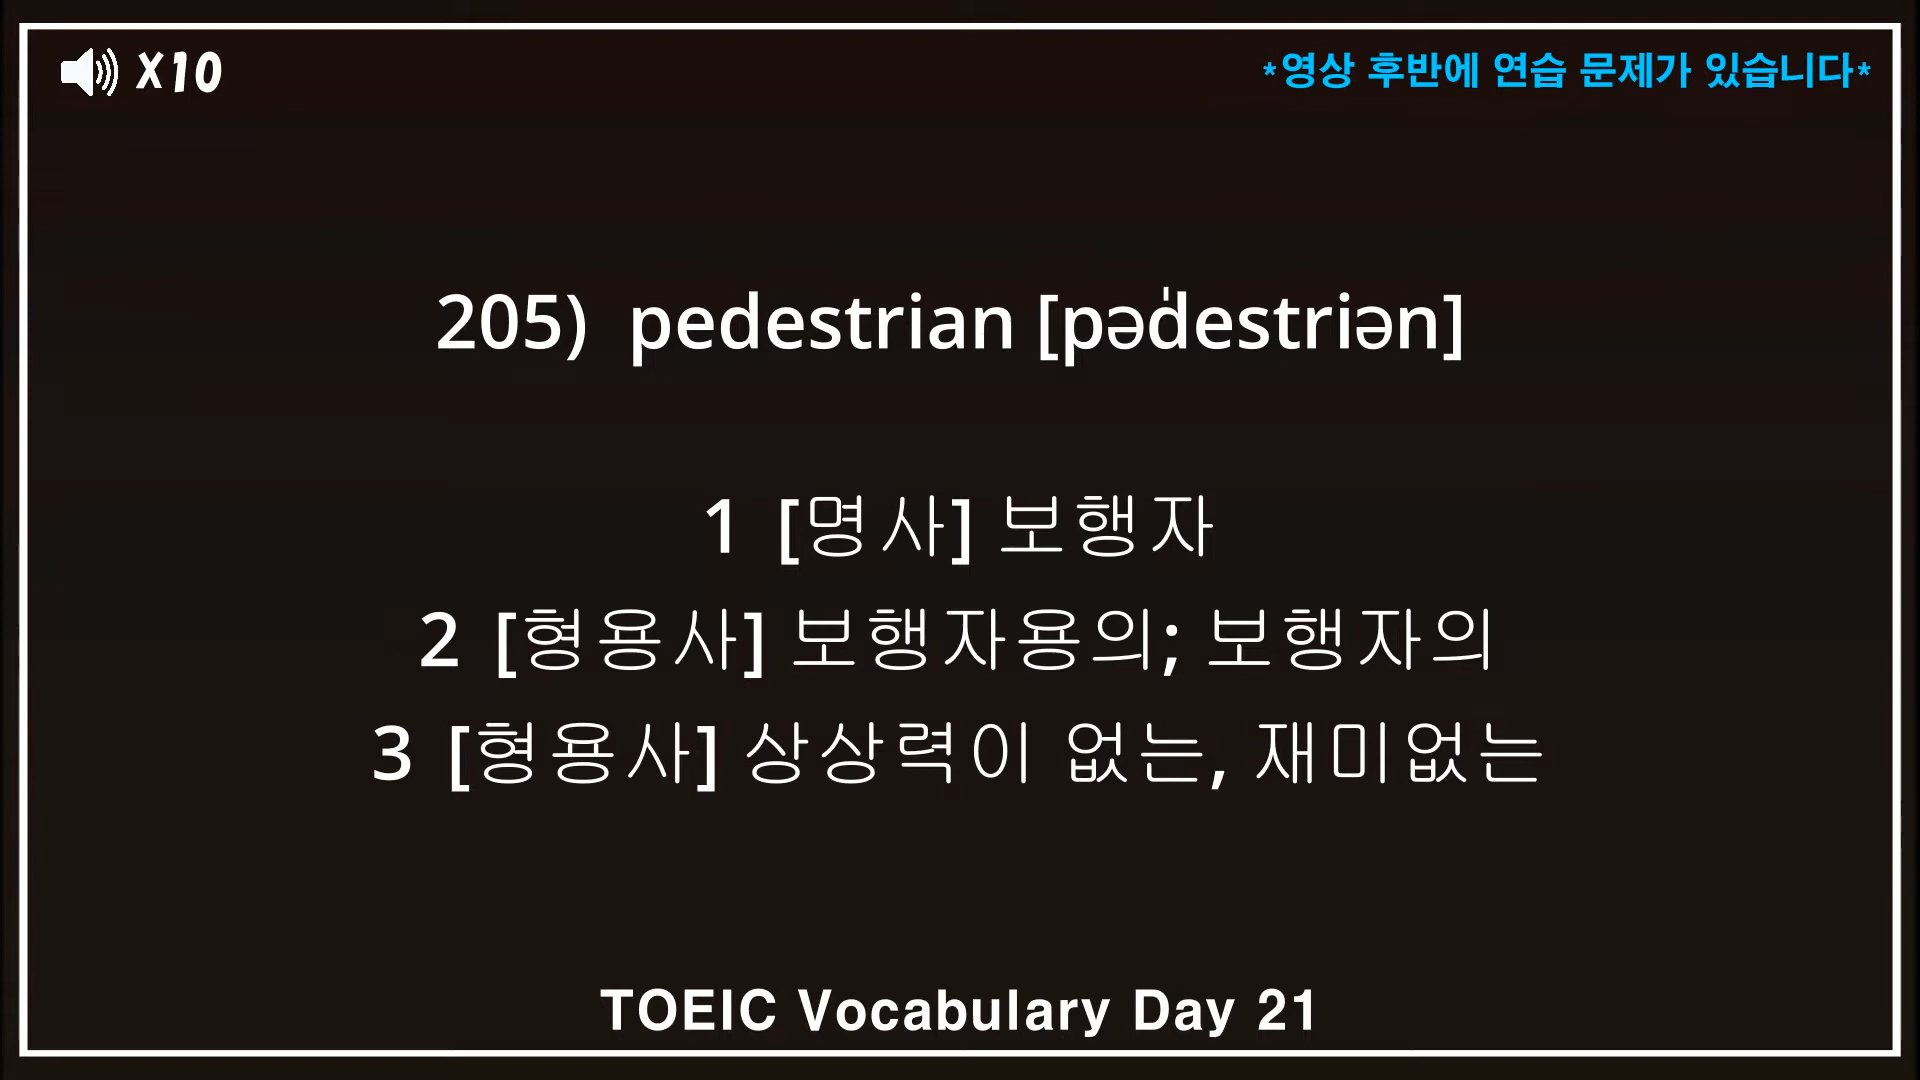 X10
*영상 후반에 연습 문제가 있습니다*
205) pedestrian [pəˈdestriən]
1 [명사] 보행자
2 [형용사] 보행자용의; 보행자의
3 [형용사] 상상력이 없는, 재미없는
TOEIC Vocabulary Day 21